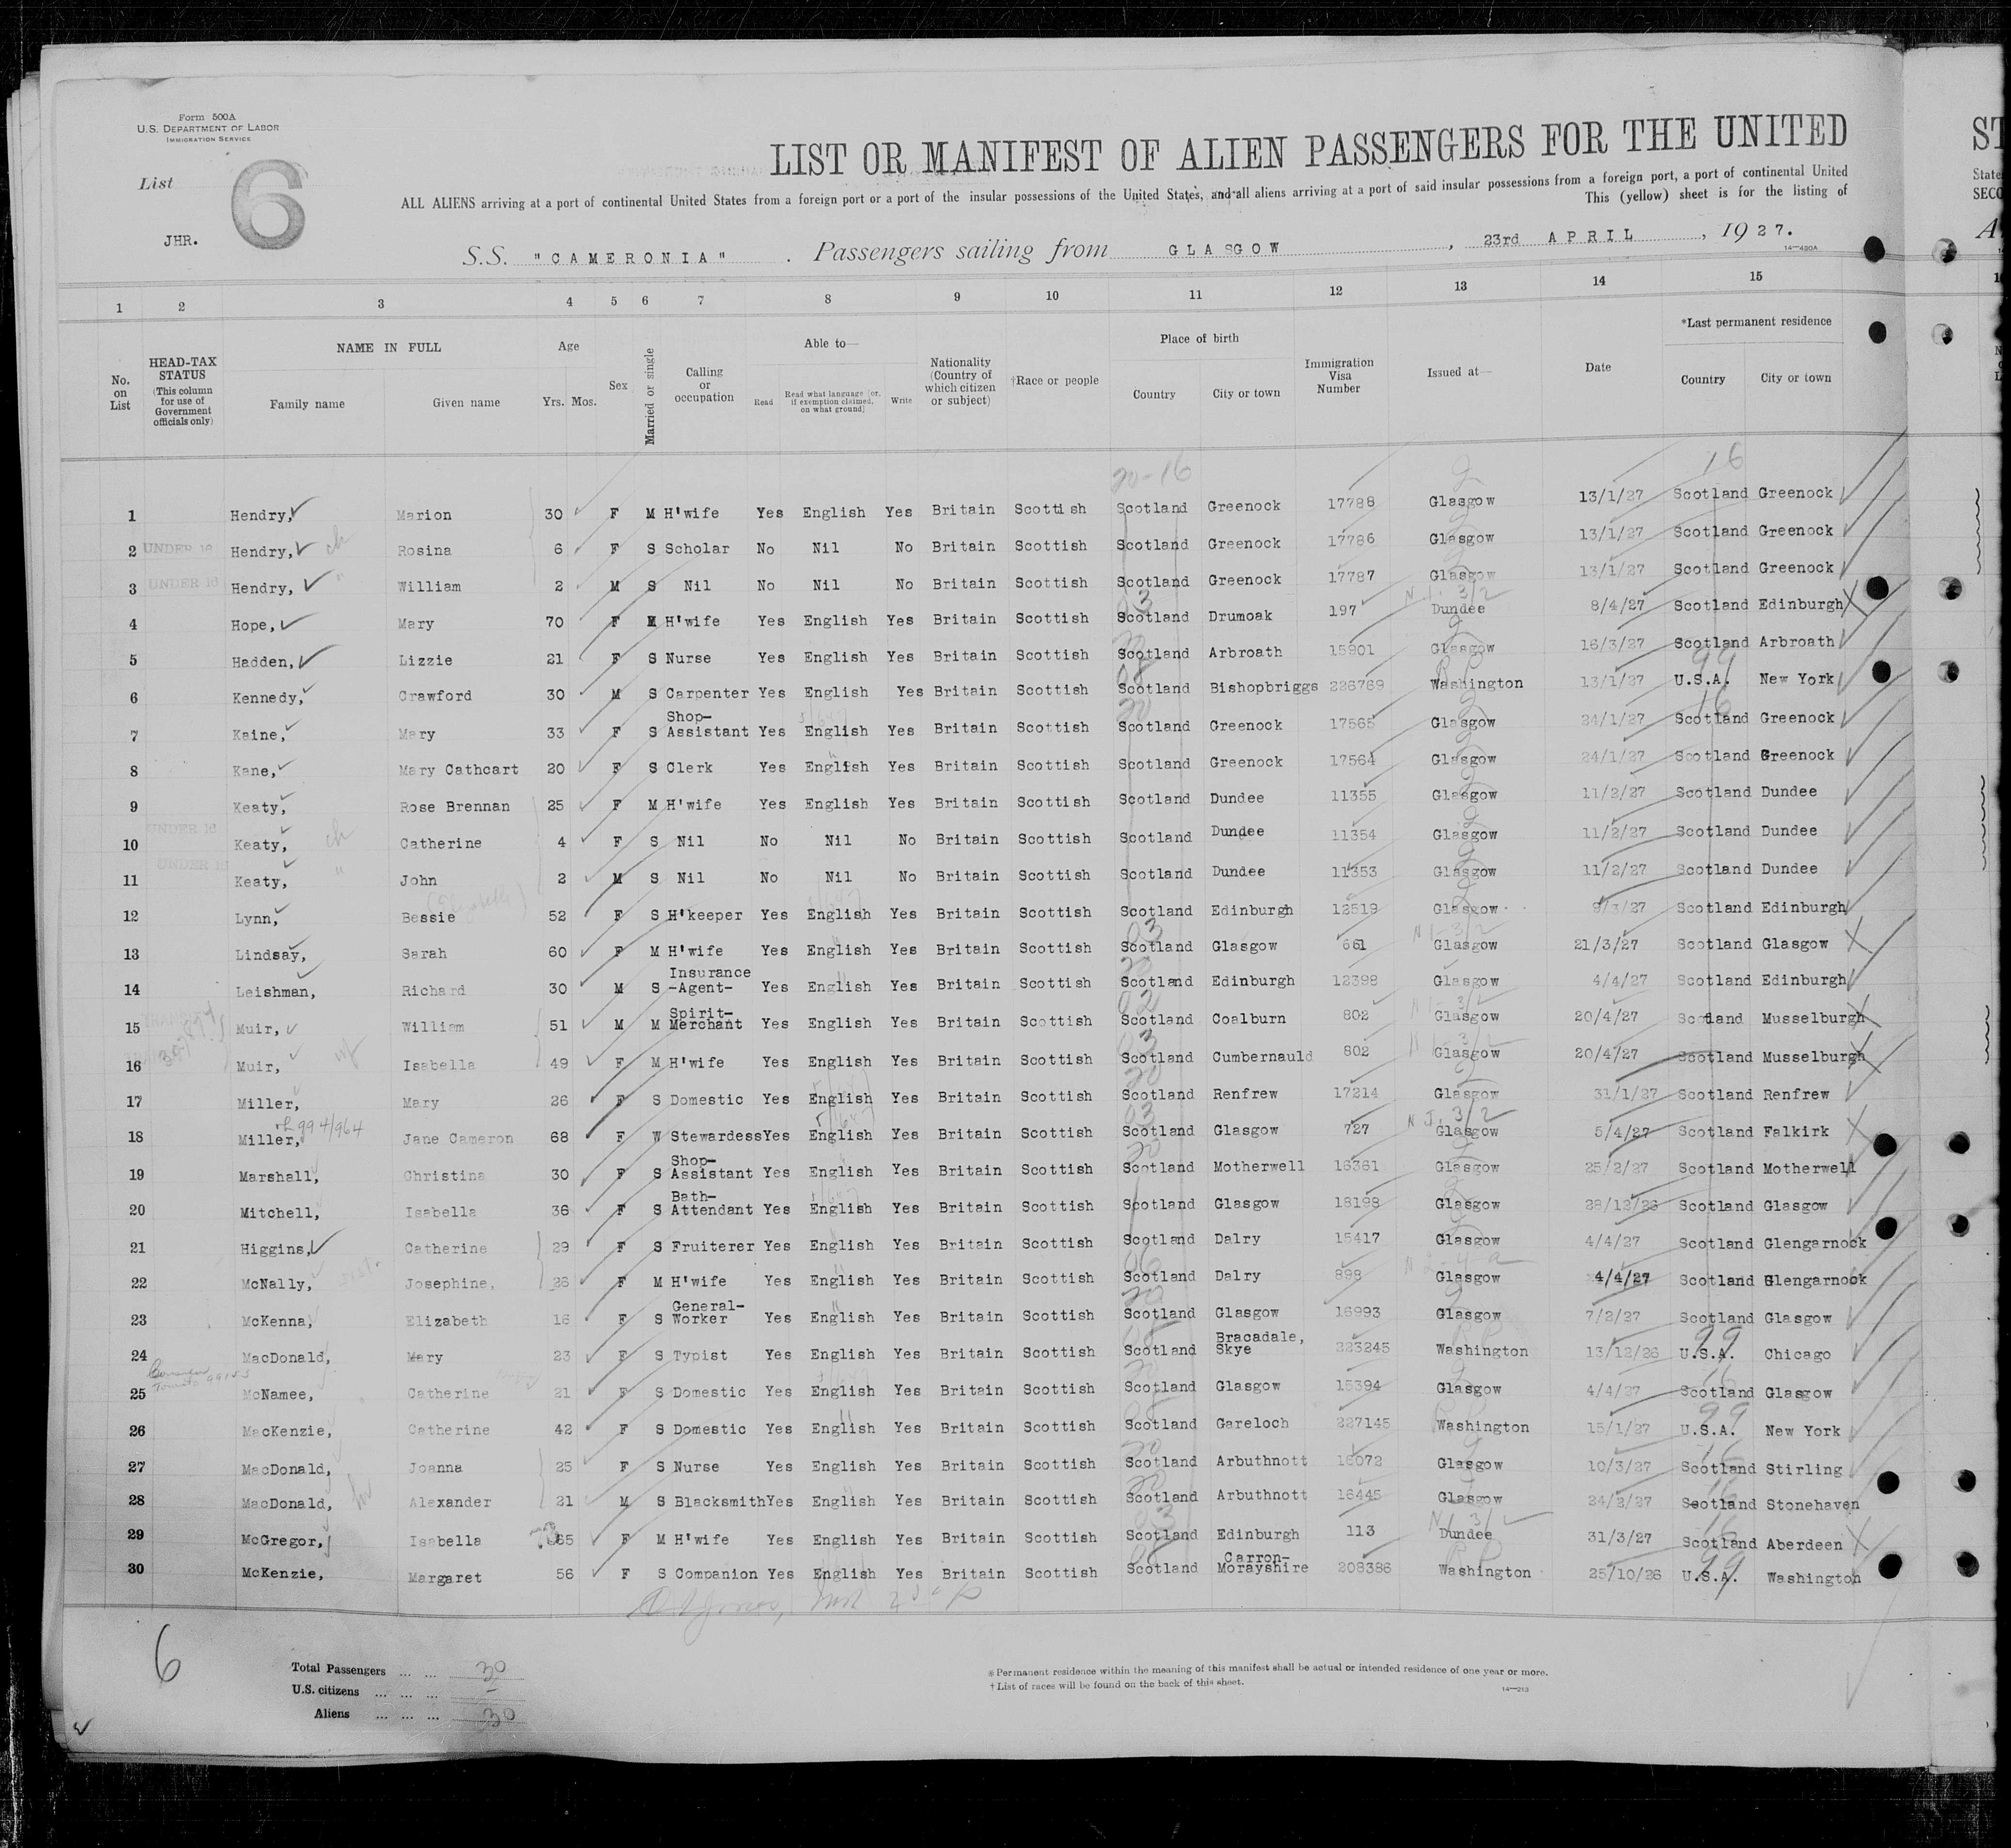 Form 500A
U.S. DEPARTMENT OF LABOR
IMMIGRATION SERVICE
List 6
JHR.
LIST OR MANIFEST OF ALIEN PASSENGERS FOR THE UNITED
ST
ALL ALIENS arriving at a port of continental United States from a foreign port or a port of the insular possessions of the United States, and all aliens arriving at a port of said insular possessions from a foreign port, a port of continental United
State
This (yellow) sheet is for the listing of
SECO
S.S. "CAMERONIA" . Passengers sailing from GLASGOW , 23rd APRIL , 1927.
A
14—430A
1 2 3 4 5 6 7 8 9 10 11 12 13 14 15
No. on List
HEAD-TAX STATUS (This column for use of Government officials only)
NAME IN FULL
Family name Given name
Age
Yrs. Mos.
Sex
Married or single
Calling or occupation
Able to—
Read Read what language [or, if exemption claimed, on what ground] Write
Nationality (Country of which citizen or subject)
†Race or people
Place of birth
Country City or town
Immigration Visa Number
Issued at—
Date
*Last permanent residence
Country City or town
20-16 16
1 Hendry, Marion 30 F M H'wife Yes English Yes Britain Scottish Scotland Greenock 17788 Glasgow 13/1/27 Scotland Greenock
2 UNDER 16 Hendry, ch Rosina 6 F S Scholar No Nil No Britain Scottish Scotland Greenock 17786 Glasgow 13/1/27 Scotland Greenock
3 UNDER 16 Hendry, " William 2 M S Nil No Nil No Britain Scottish Scotland Greenock 17787 Glasgow 13/1/27 Scotland Greenock
4 Hope, Mary 70 F M H'wife Yes English Yes Britain Scottish Scotland Drumoak 197 Dundee 8/4/27 Scotland Edinburgh
5 Hadden, Lizzie 21 F S Nurse Yes English Yes Britain Scottish Scotland Arbroath 15901 Glasgow 16/3/27 Scotland Arbroath
6 Kennedy, Crawford 30 M S Carpenter Yes English Yes Britain Scottish Scotland Bishopbriggs 226769 Washington 13/1/27 U.S.A. New York
7 Kaine, Mary 33 F S Shop-Assistant Yes English Yes Britain Scottish Scotland Greenock 17565 Glasgow 24/1/27 Scotland Greenock
8 Kane, Mary Cathcart 20 F S Clerk Yes English Yes Britain Scottish Scotland Greenock 17564 Glasgow 24/1/27 Scotland Greenock
9 Keaty, Rose Brennan 25 F M H'wife Yes English Yes Britain Scottish Scotland Dundee 11355 Glasgow 11/2/27 Scotland Dundee
10 UNDER 16 Keaty, ch Catherine 4 F S Nil No Nil No Britain Scottish Scotland Dundee 11354 Glasgow 11/2/27 Scotland Dundee
11 UNDER 16 Keaty, " John 2 M S Nil No Nil No Britain Scottish Scotland Dundee 11353 Glasgow 11/2/27 Scotland Dundee
12 Lynn, Bessie (Elizabeth) 52 F S H'keeper Yes English Yes Britain Scottish Scotland Edinburgh 12519 Glasgow 9/3/27 Scotland Edinburgh
13 Lindsay, Sarah 60 F M H'wife Yes English Yes Britain Scottish Scotland Glasgow 661 Glasgow 21/3/27 Scotland Glasgow
14 Leishman, Richard 30 M S Insurance -Agent- Yes English Yes Britain Scottish Scotland Edinburgh 12398 Glasgow 4/4/27 Scotland Edinburgh
15 Muir, William 51 M M Spirit-Merchant Yes English Yes Britain Scottish Scotland Coalburn 802 Glasgow 20/4/27 Scotland Musselburgh
16 Muir, wf Isabella 49 F M H'wife Yes English Yes Britain Scottish Scotland Cumbernauld 802 Glasgow 20/4/27 Scotland Musselburgh
17 Miller, Mary 26 F S Domestic Yes English Yes Britain Scottish Scotland Renfrew 17214 Glasgow 31/1/27 Scotland Renfrew
18 Miller, 994/964 Jane Cameron 68 F W Stewardess Yes English Yes Britain Scottish Scotland Glasgow 727 Glasgow 5/4/27 Scotland Falkirk
19 Marshall, Christina 30 F S Shop-Assistant Yes English Yes Britain Scottish Scotland Motherwell 16361 Glasgow 25/2/27 Scotland Motherwell
20 Mitchell, Isabella 36 F S Bath-Attendant Yes English Yes Britain Scottish Scotland Glasgow 18198 Glasgow 28/12/26 Scotland Glasgow
21 Higgins, Catherine 29 F S Fruiterer Yes English Yes Britain Scottish Scotland Dalry 15417 Glasgow 4/4/27 Scotland Glengarnock
22 McNally, Josephine, 26 F M H'wife Yes English Yes Britain Scottish Scotland Dalry 898 Glasgow 4/4/27 Scotland Glengarnock
23 McKenna, Elizabeth 16 F S General-Worker Yes English Yes Britain Scottish Scotland Glasgow 16993 Glasgow 7/2/27 Scotland Glasgow
24 MacDonald, Mary 23 F S Typist Yes English Yes Britain Scottish Scotland Bracadale, Skye 223245 Washington 13/12/26 U.S.A. Chicago
25 McNamee, Catherine 21 F S Domestic Yes English Yes Britain Scottish Scotland Glasgow 15394 Glasgow 4/4/27 Scotland Glasgow
26 MacKenzie, Catherine 42 F S Domestic Yes English Yes Britain Scottish Scotland Gareloch 227145 Washington 15/1/27 U.S.A. New York
27 MacDonald, Joanna 25 F S Nurse Yes English Yes Britain Scottish Scotland Arbuthnott 16072 Glasgow 10/3/27 Scotland Stirling
28 MacDonald, Alexander 21 M S Blacksmith Yes English Yes Britain Scottish Scotland Arbuthnott 16445 Glasgow 24/2/27 Scotland Stonehaven
29 McGregor, Isabella 65 F M H'wife Yes English Yes Britain Scottish Scotland Edinburgh 113 Dundee 31/3/27 Scotland Aberdeen
30 McKenzie, Margaret 56 F S Companion Yes English Yes Britain Scottish Scotland Carron-Morayshire 208386 Washington 25/10/26 U.S.A. Washington
6
Total Passengers ... ... 30
U.S. citizens ... ... ... –
Aliens ... ... ... 30
*Permanent residence within the meaning of this manifest shall be actual or intended residence of one year or more.
†List of races will be found on the back of this sheet.
14—213